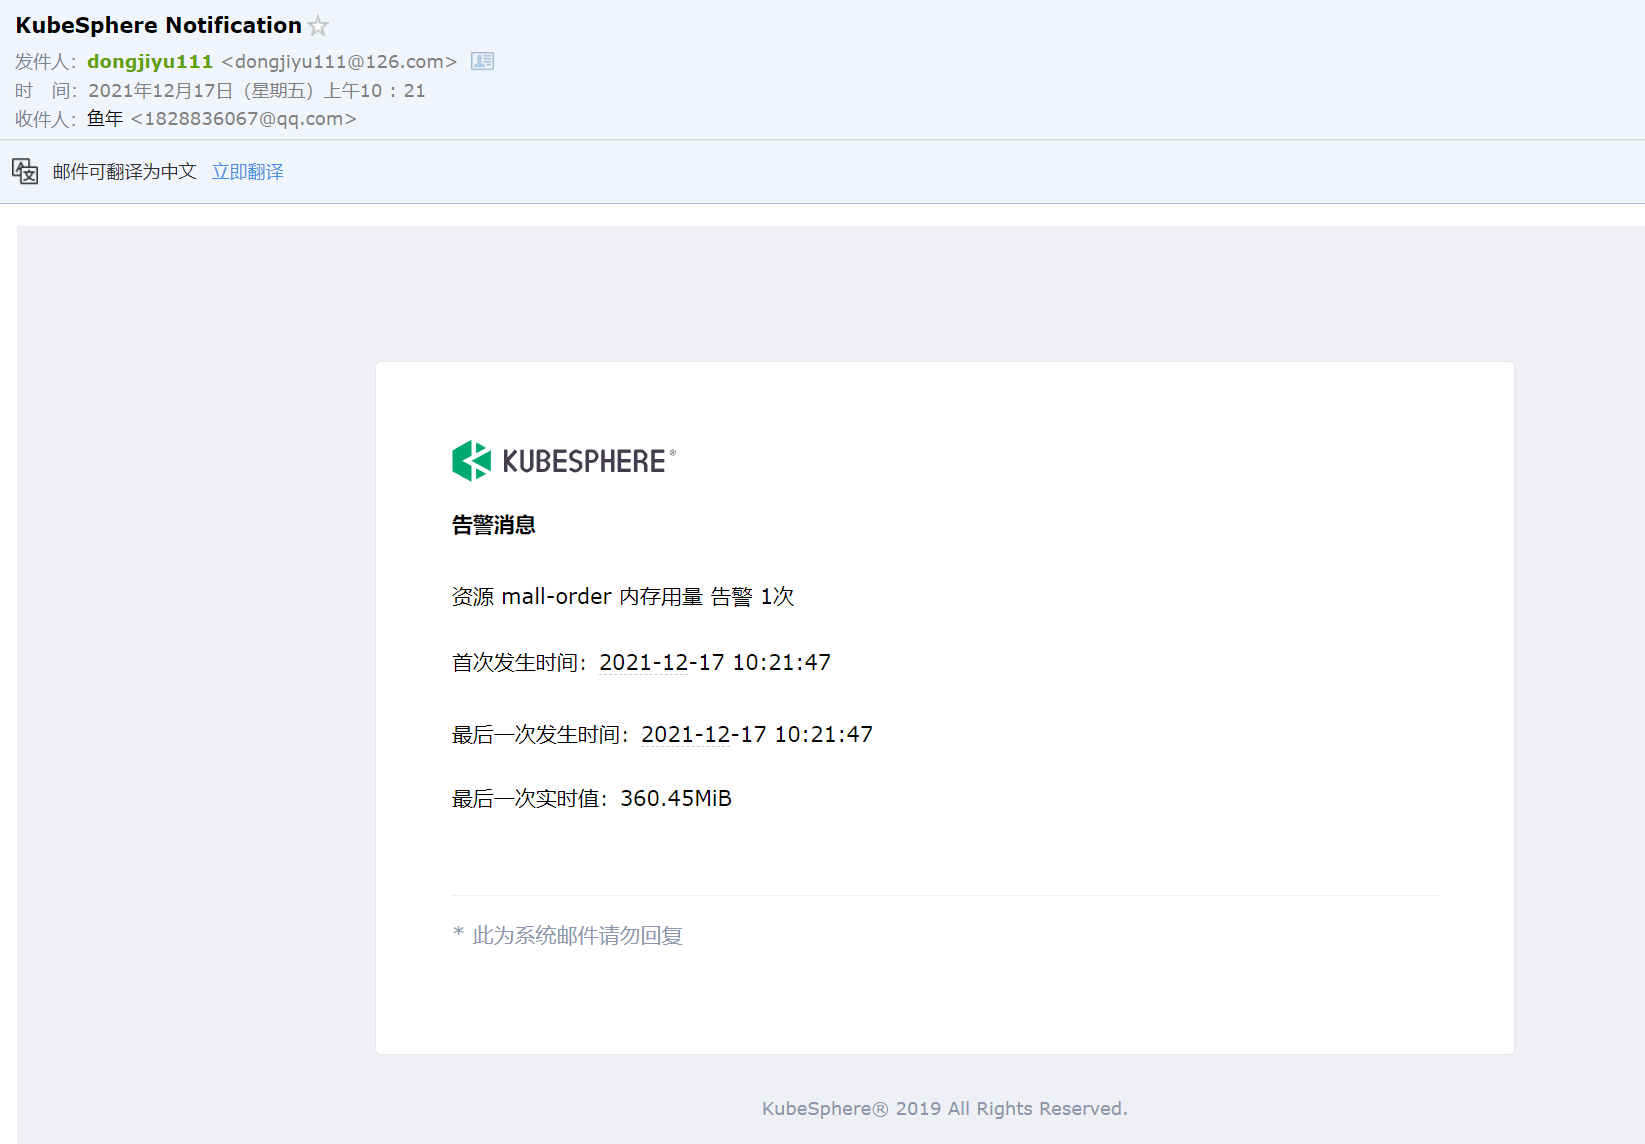 KubeSphere Notification
发件人：dongjiyu111 <dongjiyu111@126.com>
时 间：2021年12月17日（星期五）上午10：21
收件人：鱼年 <1828836067@qq.com>
邮件可翻译为中文 立即翻译
KUBESPHERE®
告警消息
资源 mall-order 内存用量 告警 1次
首次发生时间：2021-12-17 10:21:47
最后一次发生时间：2021-12-17 10:21:47
最后一次实时值：360.45MiB
* 此为系统邮件请勿回复
KubeSphere® 2019 All Rights Reserved.